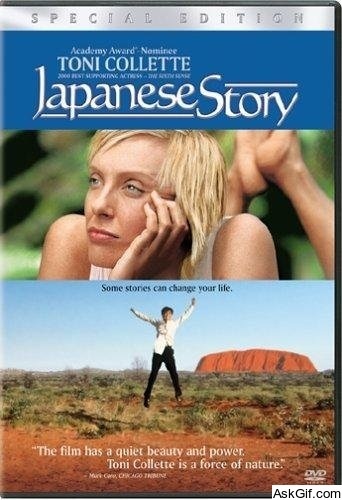 SPECIAL EDITION
Academy Award® Nominee
TONI COLLETTE
2000 BEST SUPPORTING ACTRESS – THE SIXTH SENSE
Japanese Story
Some stories can change your life.
"The film has a quiet beauty and power.
Toni Collette is a force of nature."
– Mark Caro, CHICAGO TRIBUNE
DVD
AskGif.com